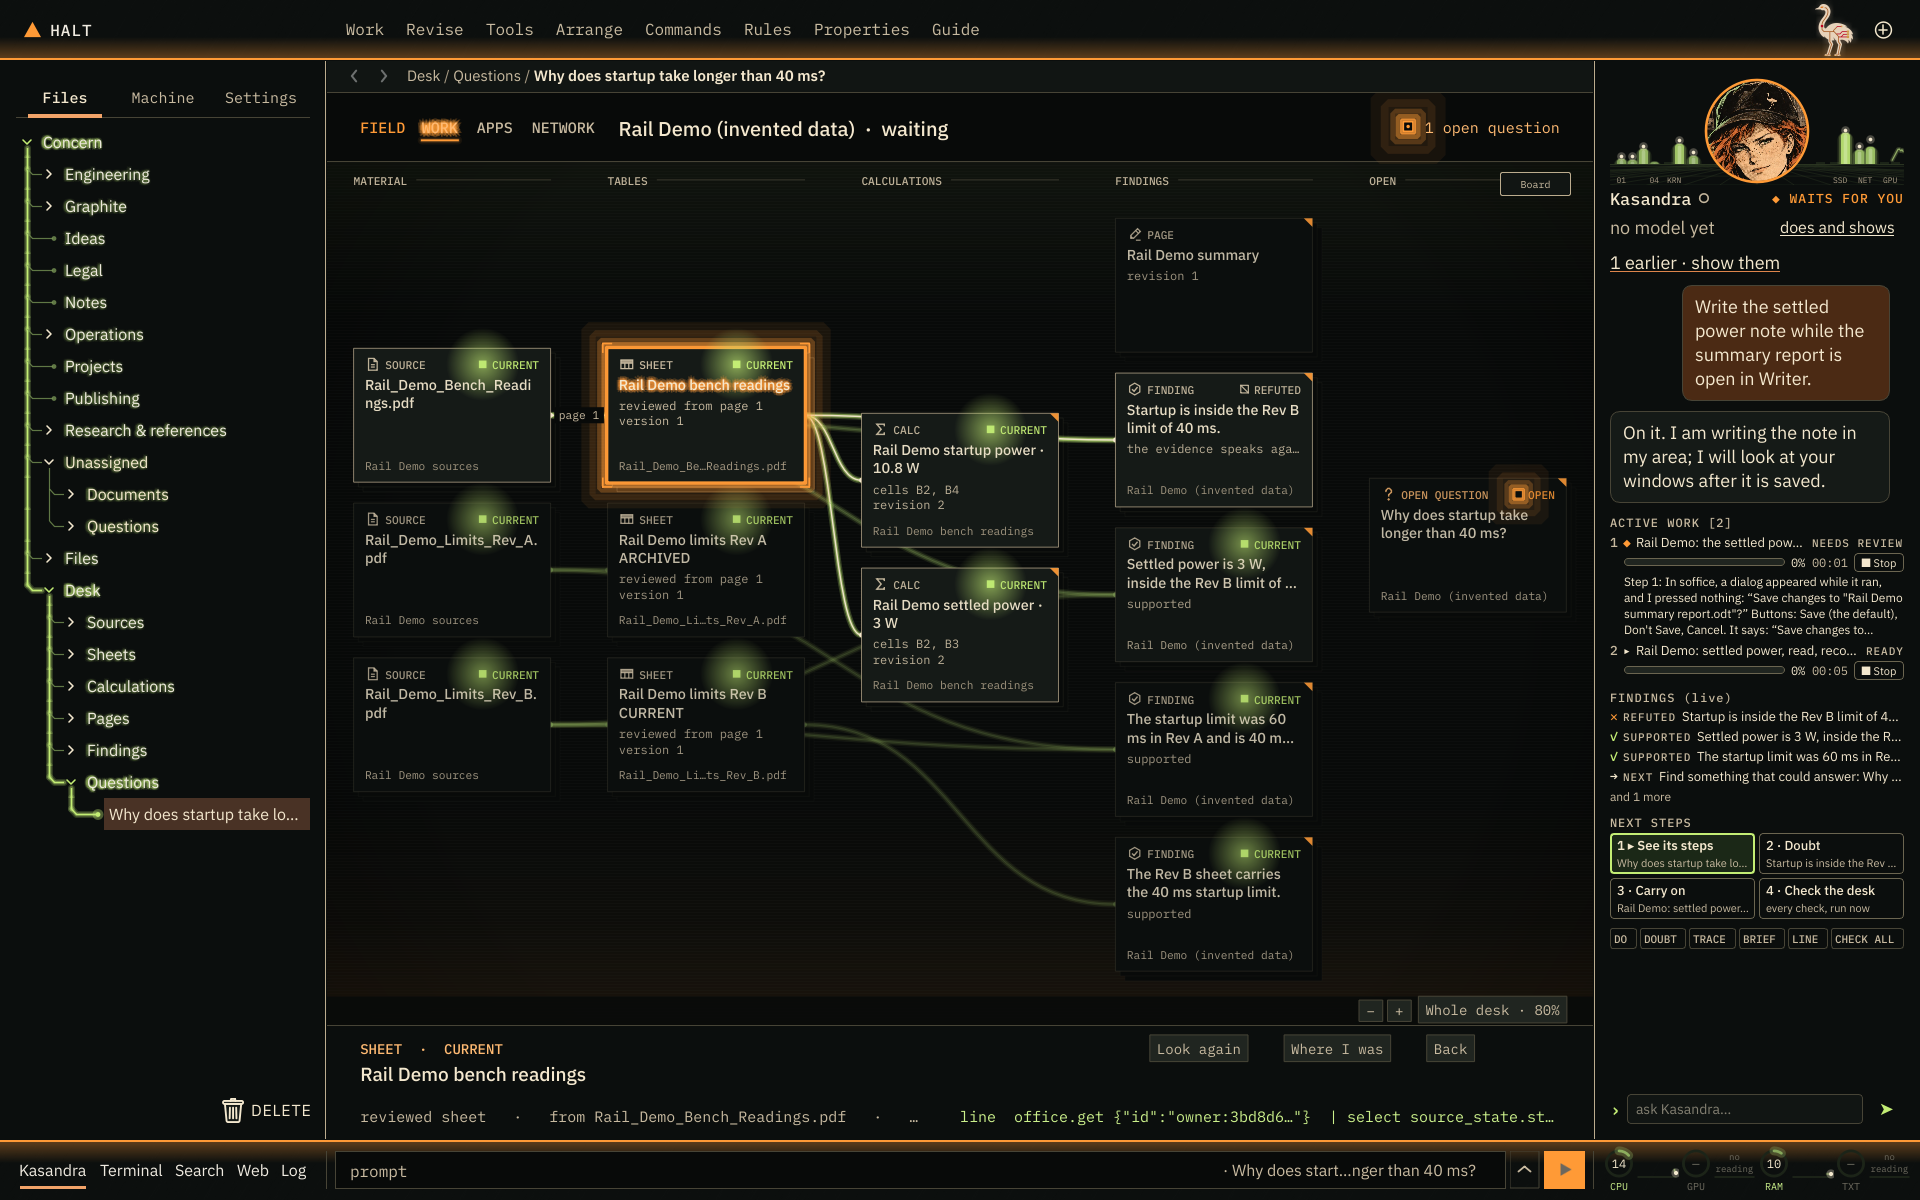 HALT
Work Revise Tools Arrange Commands Rules Properties Guide
Files Machine Settings
Concern
Engineering
Graphite
Ideas
Legal
Notes
Operations
Projects
Publishing
Research & references
Unassigned
Documents
Questions
Files
Desk
Sources
Sheets
Calculations
Pages
Findings
Questions
Why does startup take lo...
DELETE
Desk / Questions / Why does startup take longer than 40 ms?
FIELD WORK APPS NETWORK Rail Demo (invented data) · waiting
1 open question
MATERIAL TABLES CALCULATIONS FINDINGS OPEN
Board
SOURCE CURRENT
Rail_Demo_Bench_Readi
ngs.pdf
Rail Demo sources
page 1
SOURCE CURRENT
Rail_Demo_Limits_Rev_A.
pdf
Rail Demo sources
SOURCE CURRENT
Rail_Demo_Limits_Rev_B.
pdf
Rail Demo sources
SHEET CURRENT
Rail Demo bench readings
reviewed from page 1
version 1
Rail_Demo_Be…Readings.pdf
SHEET CURRENT
Rail Demo limits Rev A
ARCHIVED
reviewed from page 1
version 1
Rail_Demo_Li…ts_Rev_A.pdf
SHEET CURRENT
Rail Demo limits Rev B
CURRENT
reviewed from page 1
version 1
Rail_Demo_Li…ts_Rev_B.pdf
CALC CURRENT
Rail Demo startup power ·
10.8 W
cells B2, B4
revision 2
Rail Demo bench readings
CALC CURRENT
Rail Demo settled power ·
3 W
cells B2, B3
revision 2
Rail Demo bench readings
PAGE
Rail Demo summary
revision 1
FINDING REFUTED
Startup is inside the Rev B
limit of 40 ms.
the evidence speaks aga…
Rail Demo (invented data)
FINDING CURRENT
Settled power is 3 W,
inside the Rev B limit of ...
supported
Rail Demo (invented data)
FINDING CURRENT
The startup limit was 60
ms in Rev A and is 40 m...
supported
Rail Demo (invented data)
FINDING CURRENT
The Rev B sheet carries
the 40 ms startup limit.
supported
Rail Demo (invented data)
? OPEN QUESTION OPEN
Why does startup take
longer than 40 ms?
Rail Demo (invented data)
− + Whole desk · 80%
SHEET · CURRENT
Rail Demo bench readings
Look again Where I was Back
reviewed sheet · from Rail_Demo_Bench_Readings.pdf · … line office.get {"id":"owner:3bd8d6…"} | select source_state.st…
01 04 KRN SSD NET GPU
Kasandra WAITS FOR YOU
no model yet does and shows
1 earlier · show them
Write the settled
power note while the
summary report is
open in Writer.
On it. I am writing the note in
my area; I will look at your
windows after it is saved.
ACTIVE WORK [2]
1 Rail Demo: the settled pow... NEEDS REVIEW
0% 00:01 Stop
Step 1: In soffice, a dialog appeared while it ran,
and I pressed nothing: “Save changes to "Rail Demo
summary report.odt"?” Buttons: Save (the default),
Don't Save, Cancel. It says: “Save changes to...
2 Rail Demo: settled power, read, reco... READY
0% 00:05 Stop
FINDINGS (live)
× REFUTED Startup is inside the Rev B limit of 4...
√ SUPPORTED Settled power is 3 W, inside the R...
√ SUPPORTED The startup limit was 60 ms in Re...
→ NEXT Find something that could answer: Why ...
and 1 more
NEXT STEPS
1 ▸ See its steps
Why does startup take lo...
2 · Doubt
Startup is inside the Rev ...
3 · Carry on
Rail Demo: settled power...
4 · Check the desk
every check, run now
DO DOUBT TRACE BRIEF LINE CHECK ALL
› ask Kasandra...
Kasandra Terminal Search Web Log
prompt · Why does start...nger than 40 ms?
14 CPU
– GPU no reading
10 RAM
– TXT no reading